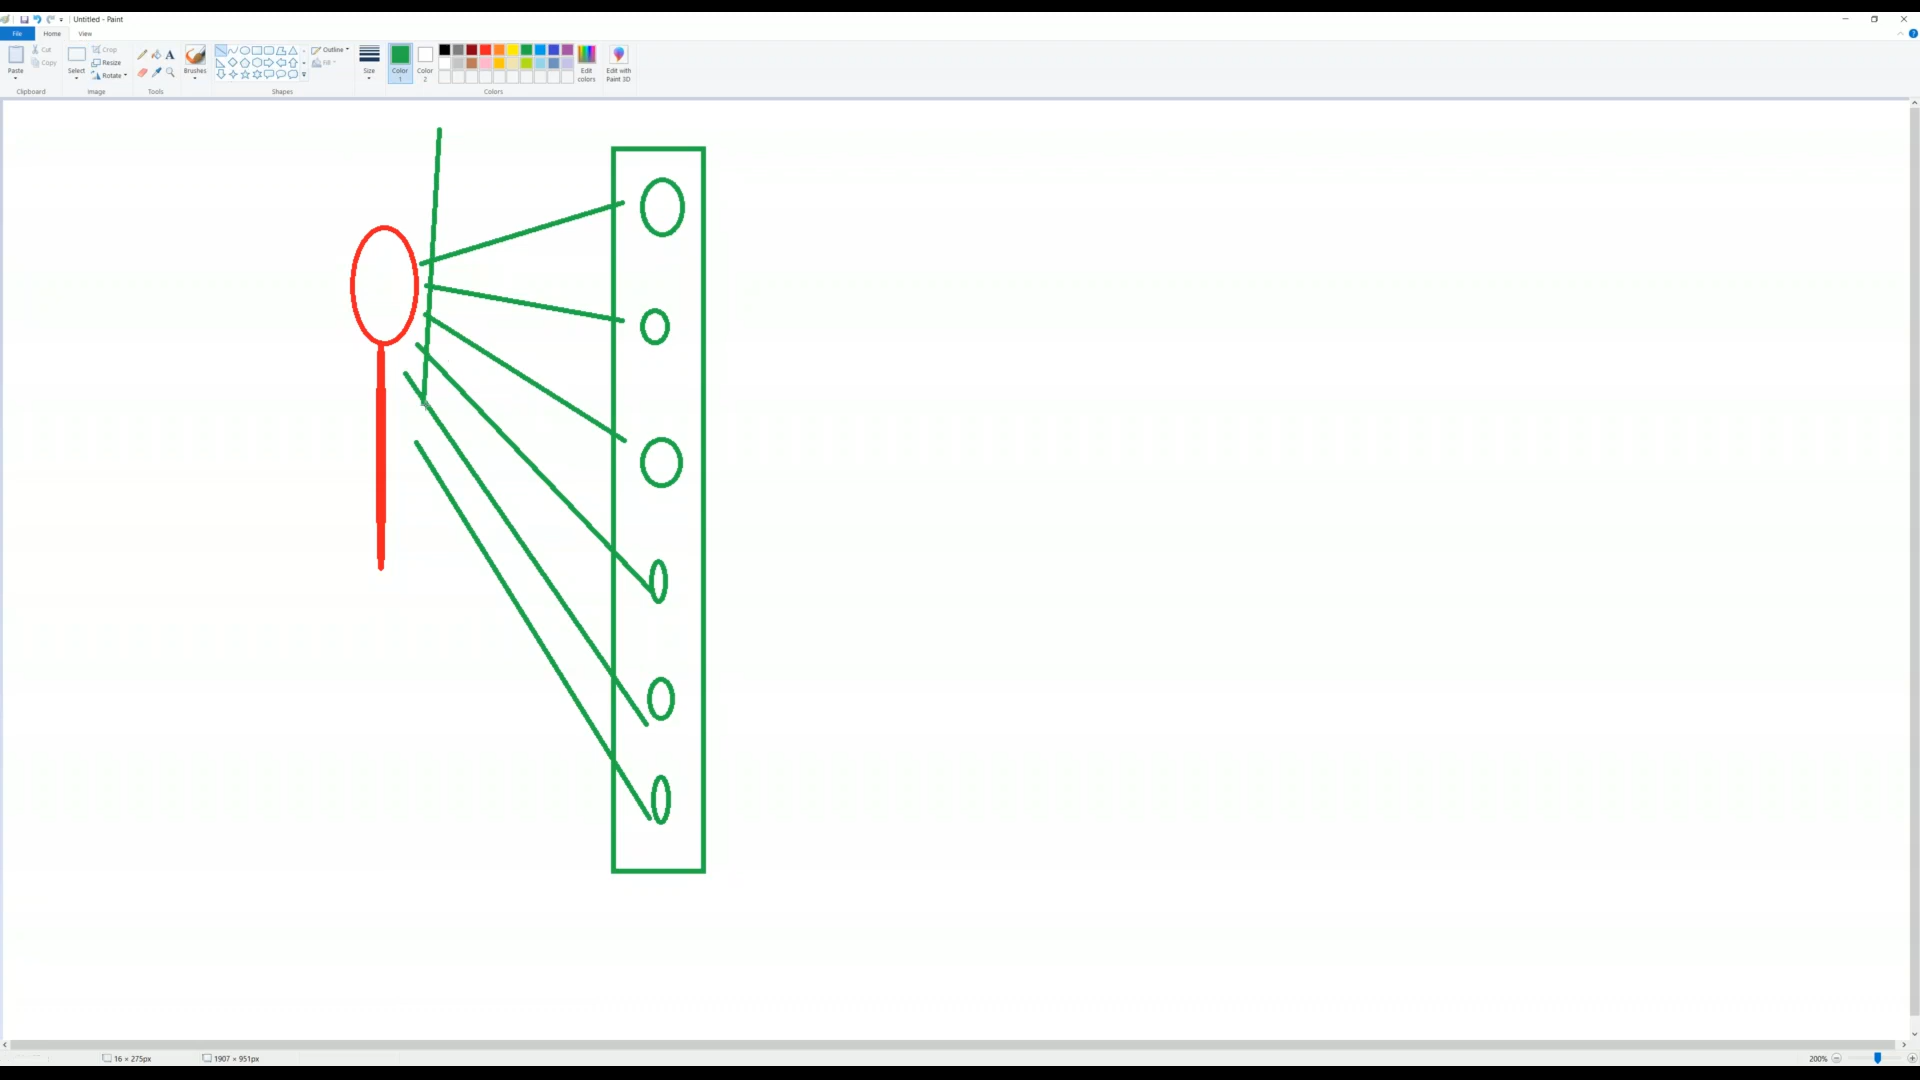 Untitled - Paint
File Home View
Paste
Cut
Copy
Clipboard
Select
Crop
Resize
Rotate
Image
A
Tools
Brushes
Outline
Fill
Shapes
Size
Color 1
Color 2
Edit colors
Colors
Edit with Paint 3D
16 × 275px
1907 × 951px
200%